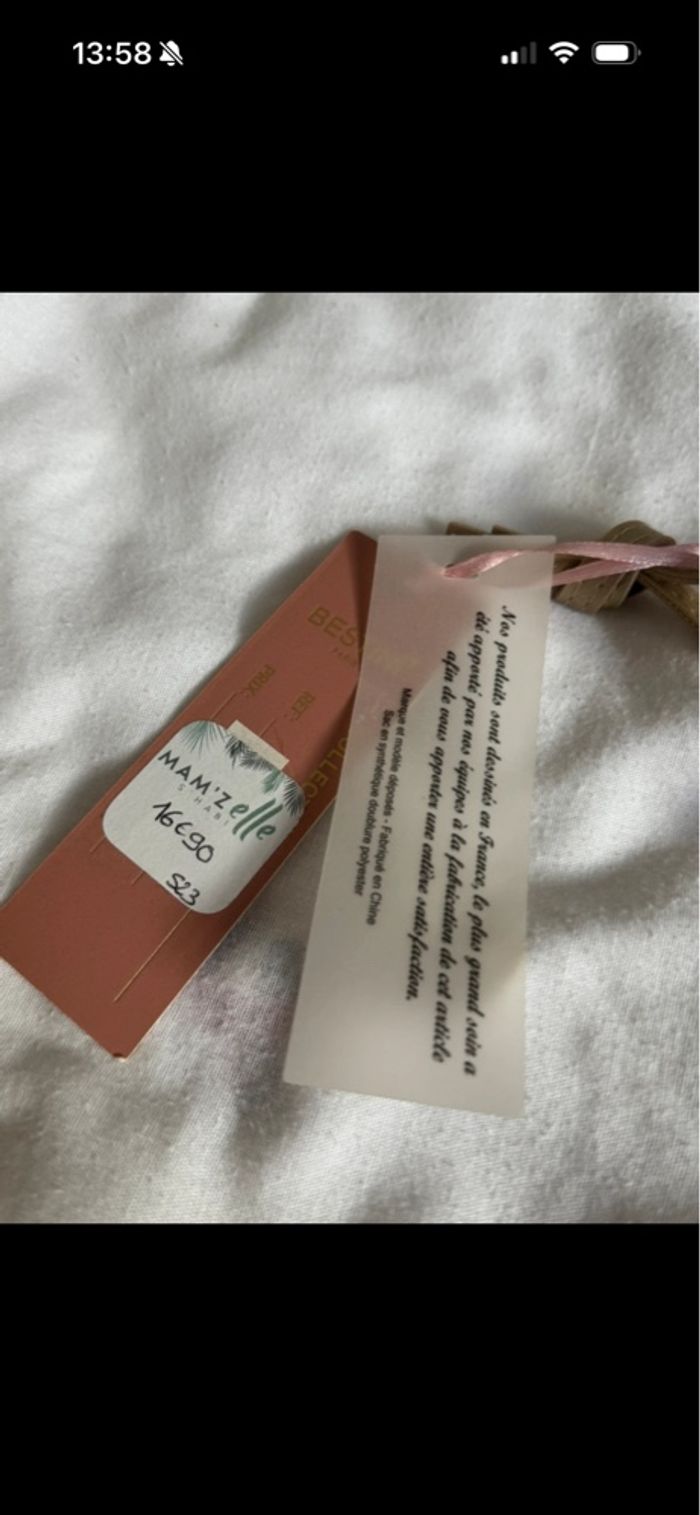 13:58
BES
PRIX:
REF:
OLLEC
MAM'Zelle
S'HABI
16€90
S23
Nos produits sont dessinés en France, le plus grand soin a
été apporté par nos équipes à la fabrication de cet article
afin de vous apporter une entière satisfaction.
Marque et modèle déposés - Fabriqué en Chine
Sac en synthétique doublure polyester